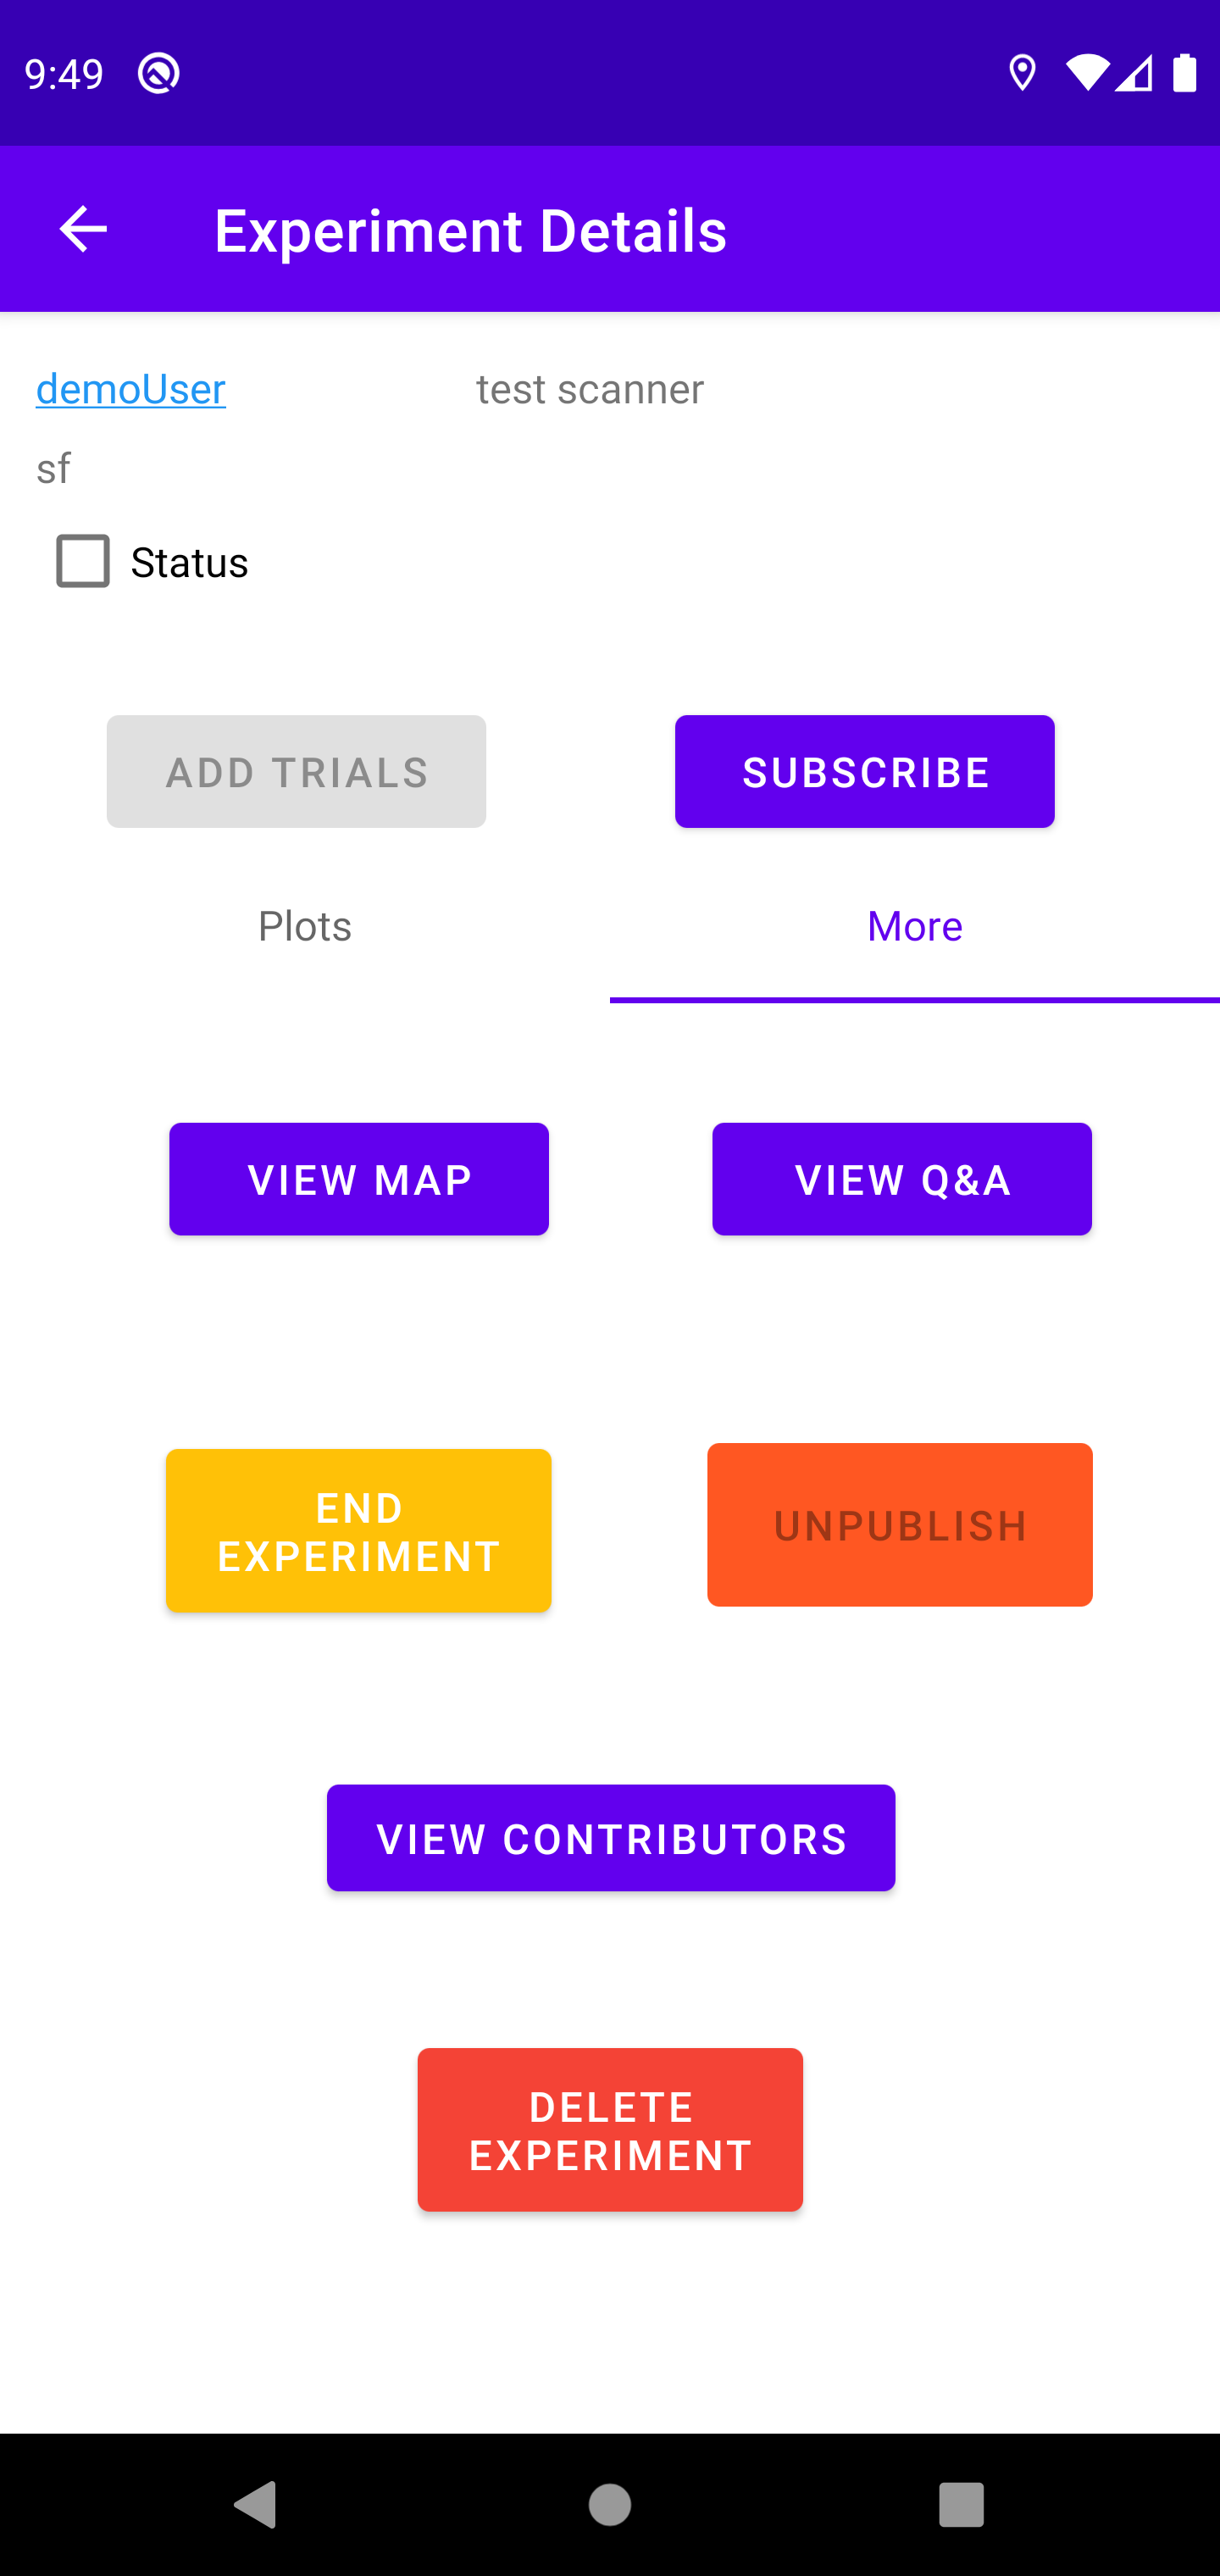 9:49
Experiment Details
demoUser
test scanner
sf
Status
ADD TRIALS
SUBSCRIBE
Plots
More
VIEW MAP
VIEW Q&A
END
EXPERIMENT
UNPUBLISH
VIEW CONTRIBUTORS
DELETE
EXPERIMENT